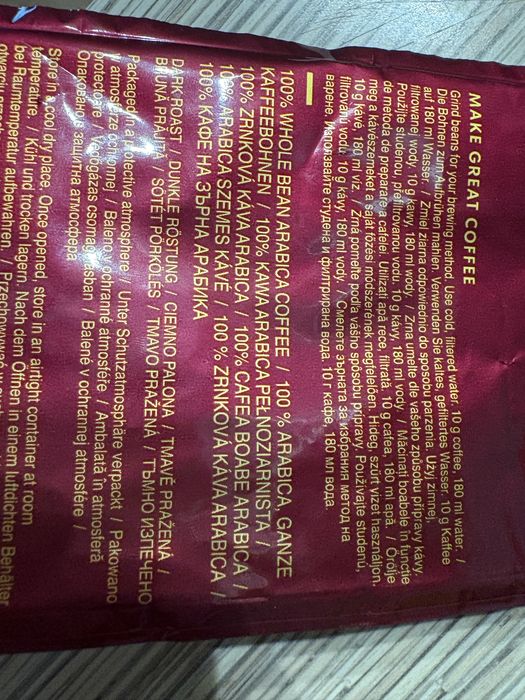 MAKE GREAT COFFEE
Grind beans for your brewing method. Use cold, filtered water. 10 g coffee, 180 ml water. /
Die Bohnen zum Aufbrühen mahlen. Verwenden Sie kaltes, gefiltertes Wasser. 10 g Kaffee
auf 180 ml Wasser. / Zmiel ziarna odpowiednio do sposobu parzenia. Użyj zimnej,
filtrowanej wody. 10 g kawy, 180 ml wody. / Zrna umelte dle vašeho způsobu přípravy kávy.
Použijte studenou, přefiltrovanou vodu. 10 g kávy, 180 ml vody. / Măcinați boabele în funcție
de metoda de preparare a cafelei. Utilizați apă rece filtrată. 10 g cafea, 180 ml apă. / Őrölje
meg a kávészemeket a saját főzési módszerének megfelelően. Hideg, szűrt vizet használjon.
10 g kávé, 180 ml víz. / Zrná pomelte podľa vášho spôsobu prípravy. Používajte studenú,
filtrovanú vodu. 10 g kávy, 180 ml vody. / Смелете зърната за избрания метод на
варене. Използвайте студена и филтрирана вода. 10 г кафе, 180 мл вода
100% WHOLE BEAN ARABICA COFFEE / 100 % ARABICA, GANZE
KAFFEEBOHNEN / 100% KAWA ARABICA PEŁNOZIARNISTA /
100% ZRNKOVÁ KÁVA ARABICA / 100% CAFEA BOABE ARABICA /
100% ARABICA SZEMES KÁVÉ / 100 % ZRNKOVÁ KÁVA ARABICA /
100% КАФЕ НА ЗЪРНА АРАБИКА
DARK ROAST / DUNKLE RÖSTUNG / CIEMNO PALONA / TMAVĚ PRAŽENÁ /
BRUNĂ PRĂJITĂ / SÖTÉT PÖRKÖLÉS / TMAVO PRAŽENÁ / ТЪМНО ИЗПЕЧЕНО
Packaged in a protective atmosphere. / Unter Schutzatmosphäre verpackt / Pakowano
w atmosferze ochronnej / Baleno v ochranné atmosféře / Ambalată în atmosferă
protectoare / Védőgázas csomagolásban / Balené v ochrannej atmosfére /
Опаковано в защитна атмосфера
Store in a cool dry place. Once opened, store in an airtight container at room
temperature. / Kühl und trocken lagern. Nach dem Öffnen in einem luftdichten Behälter
bei Raumtemperatur aufbewahren. / Przechowywać w